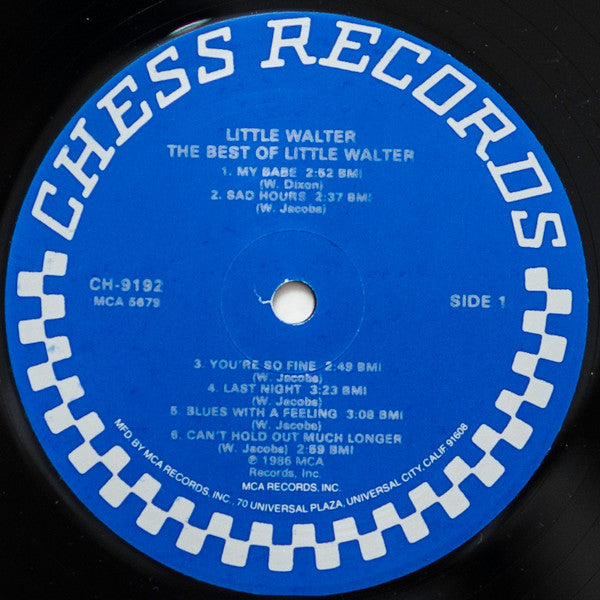 CHESS RECORDS
LITTLE WALTER
THE BEST OF LITTLE WALTER
1. MY BABE 2:52 BMI
(W. Dixon)
2. SAD HOURS 2:37 BMI
(W. Jacobs)
CH-9192
MCA 5679
SIDE 1
3. YOU'RE SO FINE 2:49 BMI
(W. Jacobs)
4. LAST NIGHT 3:23 BMI
(W. Jacobs)
5. BLUES WITH A FEELING 3:08 BMI
(W. Jacobs)
6. CAN'T HOLD OUT MUCH LONGER
(W. Jacobs) 2:59 BMI
℗ 1986 MCA
Records, Inc.
MCA RECORDS, INC.
MFD. BY MCA RECORDS, INC., 70 UNIVERSAL PLAZA, UNIVERSAL CITY, CALIF. 91608